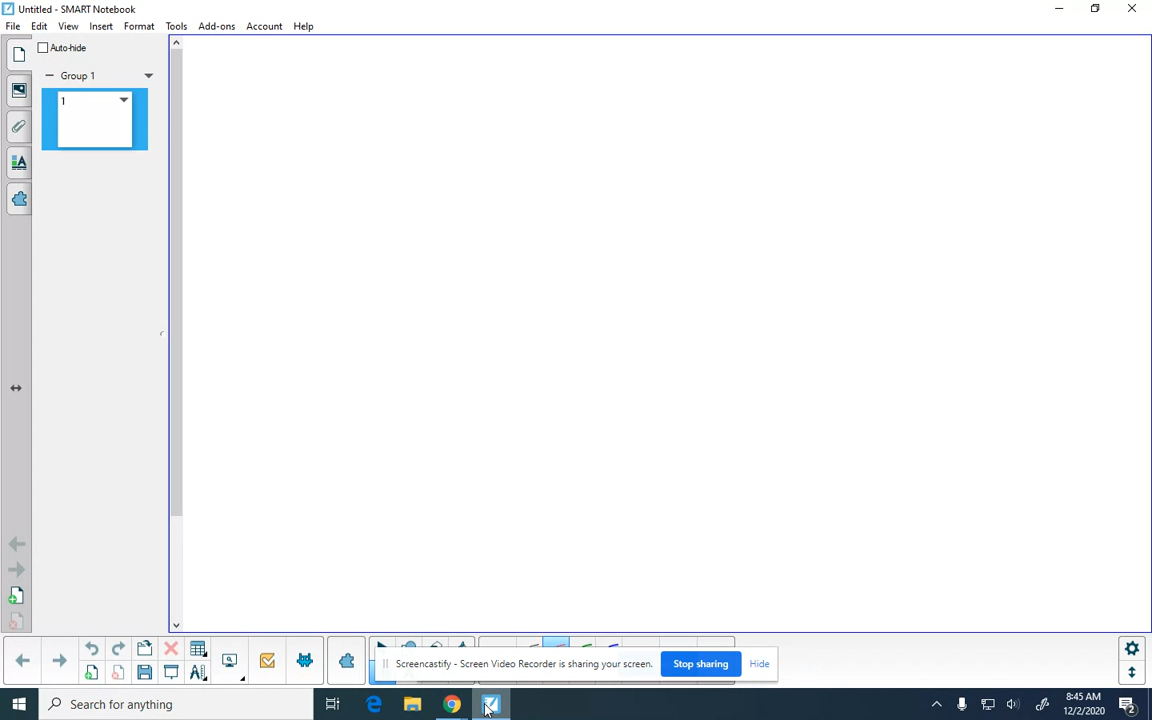 Untitled - SMART Notebook
File Edit View Insert Format Tools Add-ons Account Help
Auto-hide
Group 1
1
Screencastify - Screen Video Recorder is sharing your screen. Stop sharing Hide
Search for anything
8:45 AM
12/2/2020
2